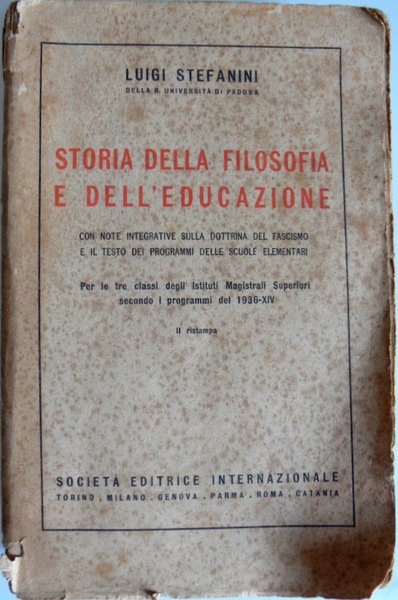 LUIGI STEFANINI
DELLA R. UNIVERSITÀ DI PADOVA
STORIA DELLA FILOSOFIA
E DELL'EDUCAZIONE
CON NOTE INTEGRATIVE SULLA DOTTRINA DEL FASCISMO
E IL TESTO DEI PROGRAMMI DELLE SCUOLE ELEMENTARI
Per le tre classi degli Istituti Magistrali Superiori
secondo i programmi del 1936-XIV
II ristampa
SOCIETÀ EDITRICE INTERNAZIONALE
TORINO . MILANO . GENOVA . PARMA . ROMA . CATANIA